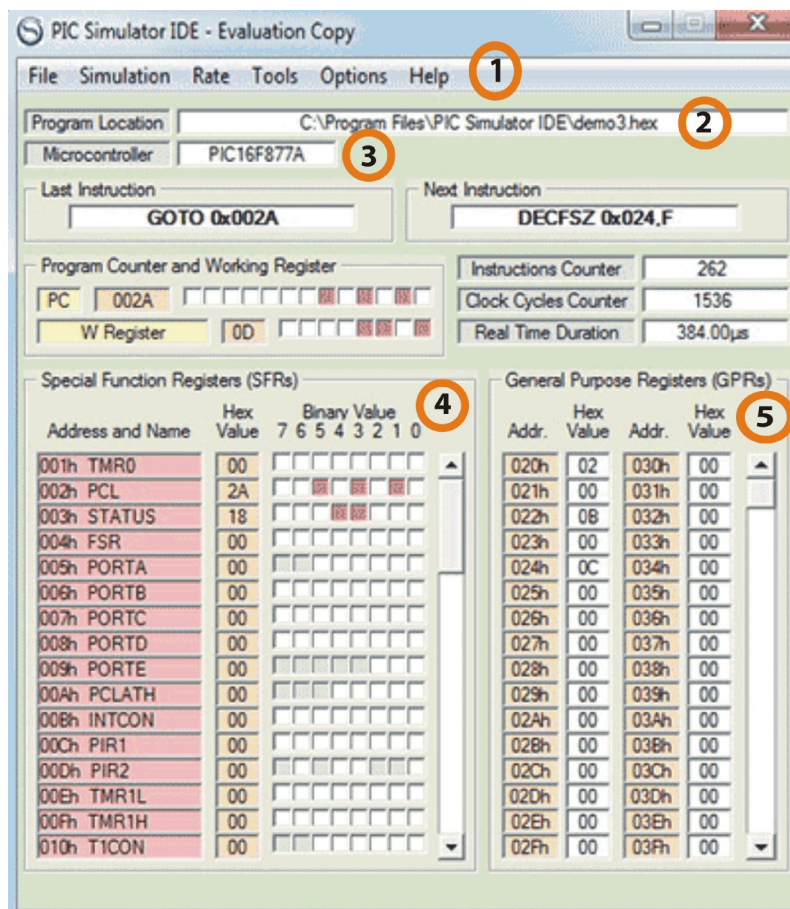 PIC Simulator IDE - Evaluation Copy
File Simulation Rate Tools Options Help 1
Program Location C:\Program Files\PIC Simulator IDE\demo3.hex 2
Microcontroller PIC16F877A 3
Last Instruction Next Instruction
GOTO 0x002A DECFSZ 0x024,F
Program Counter and Working Register Instructions Counter 262
PC 002A Clock Cycles Counter 1536
W Register 0D Real Time Duration 384.00µs
Special Function Registers (SFRs) 4 General Purpose Registers (GPRs) 5
Hex Binary Value Hex Hex
Address and Name Value 7 6 5 4 3 2 1 0 Addr. Value Addr. Value
001h TMR0 00 020h 02 030h 00
002h PCL 2A 021h 00 031h 00
003h STATUS 18 022h 0B 032h 00
004h FSR 00 023h 00 033h 00
005h PORTA 00 024h 0C 034h 00
006h PORTB 00 025h 00 035h 00
007h PORTC 00 026h 00 036h 00
008h PORTD 00 027h 00 037h 00
009h PORTE 00 028h 00 038h 00
00Ah PCLATH 00 029h 00 039h 00
00Bh INTCON 00 02Ah 00 03Ah 00
00Ch PIR1 00 02Bh 00 03Bh 00
00Dh PIR2 00 02Ch 00 03Ch 00
00Eh TMR1L 00 02Dh 00 03Dh 00
00Fh TMR1H 00 02Eh 00 03Eh 00
010h T1CON 00 02Fh 00 03Fh 00